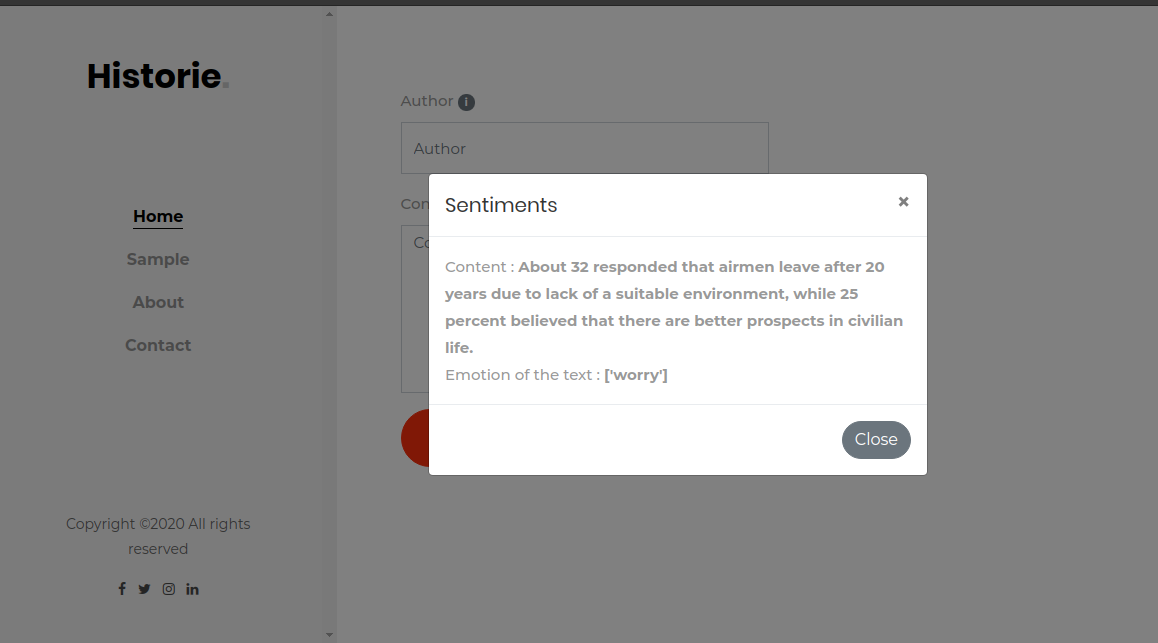 Historie.
Home
Sample
About
Contact
Copyright ©2020 All rights
reserved
Author
Author
Con
Co
Sentiments
×
Content : About 32 responded that airmen leave after 20
years due to lack of a suitable environment, while 25
percent believed that there are better prospects in civilian
life.
Emotion of the text : ['worry']
Close